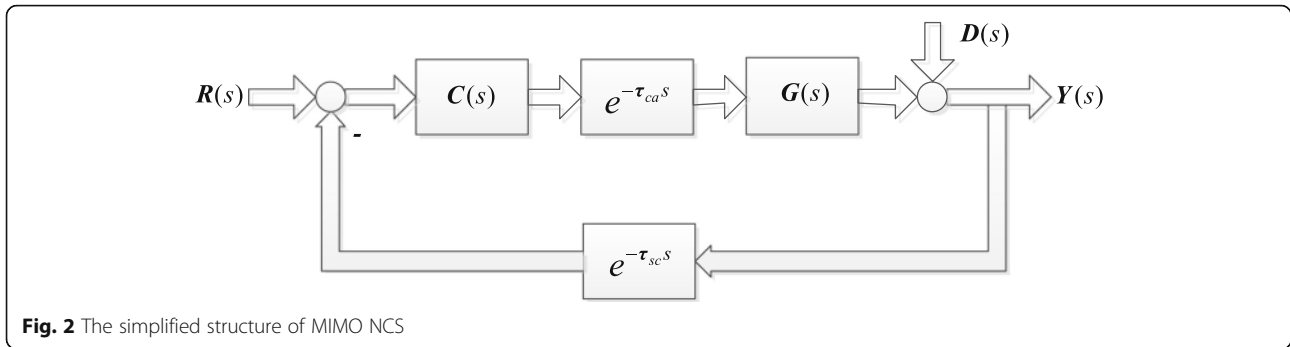 D(s)
R(s)
C(s)
e^{-τ_{ca}s}
G(s)
Y(s)
-
e^{-τ_{sc}s}
Fig. 2 The simplified structure of MIMO NCS